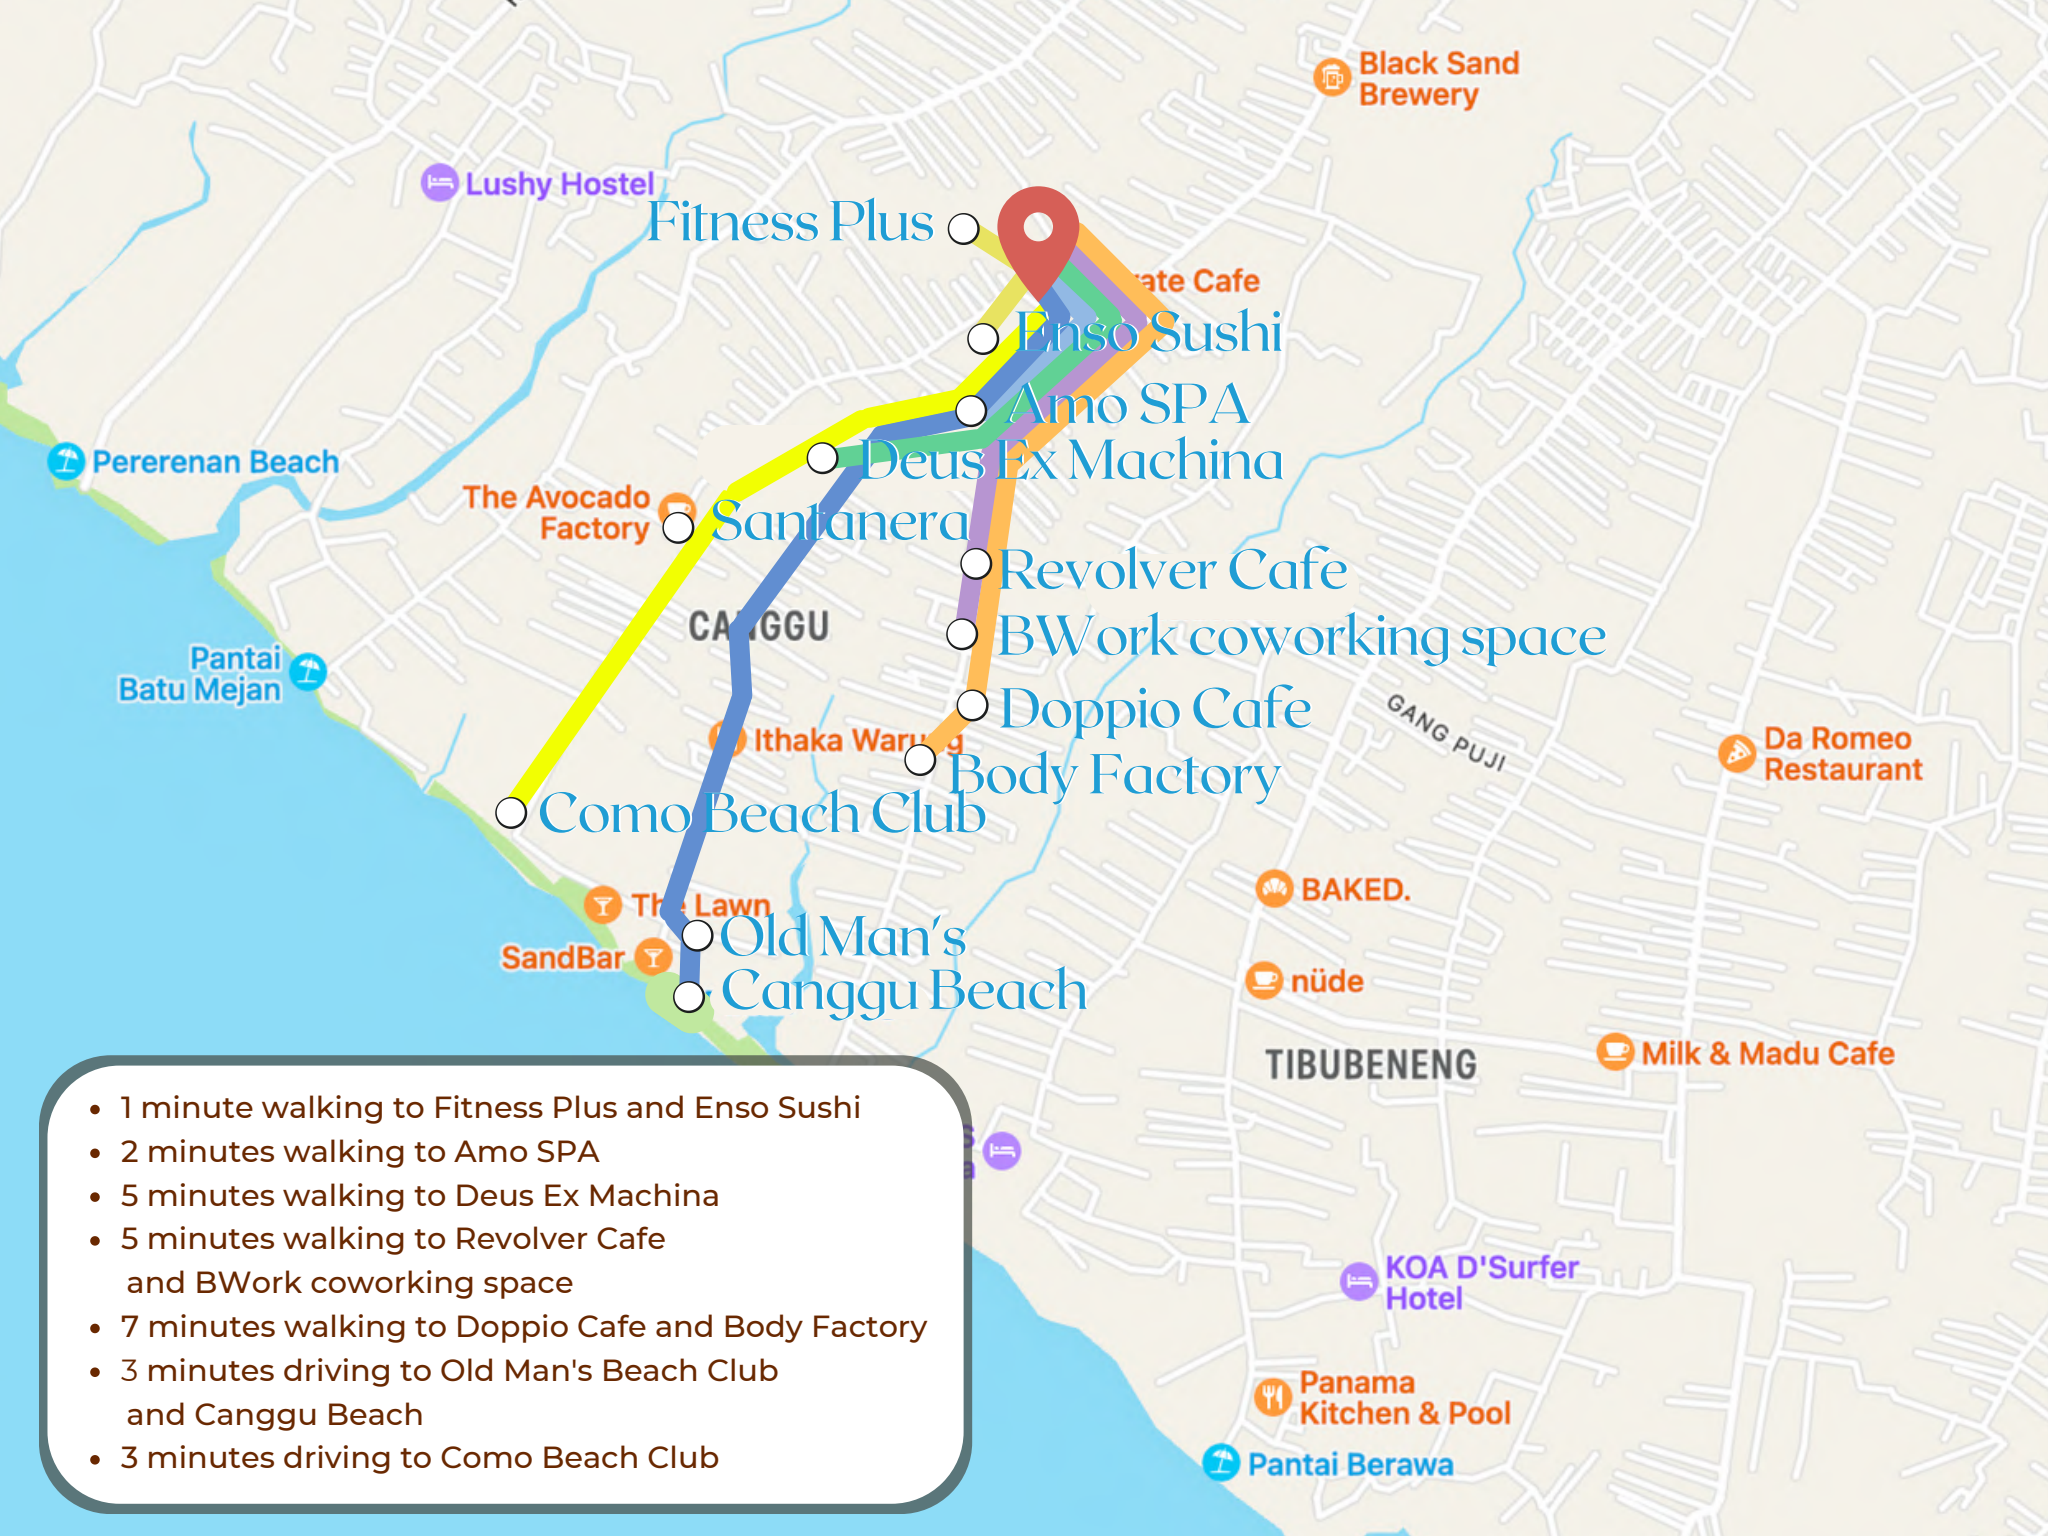 Black Sand
Brewery
Lushy Hostel
Fitness Plus
Cafe
Enso Sushi
Amo SPA
Pererenan Beach
Deus Ex Machina
The Avocado
Factory
Santanera
Revolver Cafe
CANGGU
BWork coworking space
Pantai
Batu Mejan
Doppio Cafe
GANG PUJI
Ithaka Warung
Da Romeo
Restaurant
Body Factory
Como Beach Club
BAKED.
The Lawn
Old Man's
SandBar
nüde
Canggu Beach
TIBUBENENG
Milk & Madu Cafe
• 1 minute walking to Fitness Plus and Enso Sushi
• 2 minutes walking to Amo SPA
• 5 minutes walking to Deus Ex Machina
• 5 minutes walking to Revolver Cafe
and BWork coworking space
• 7 minutes walking to Doppio Cafe and Body Factory
• 3 minutes driving to Old Man's Beach Club
and Canggu Beach
• 3 minutes driving to Como Beach Club
KOA D'Surfer
Hotel
Panama
Kitchen & Pool
Pantai Berawa